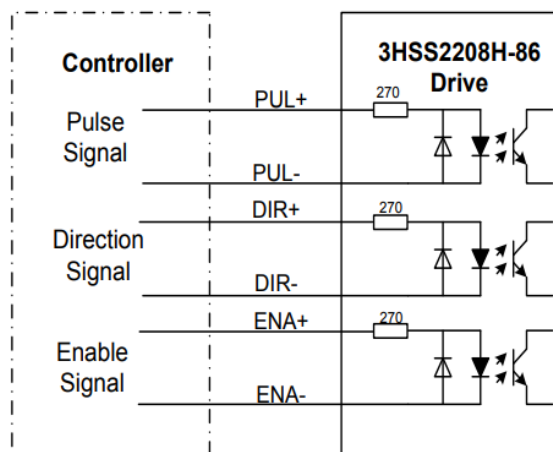 Controller
3HSS2208H-86
Drive
PUL+
270
Pulse
Signal
PUL-
DIR+
270
Direction
Signal
DIR-
ENA+
270
Enable
Signal
ENA-